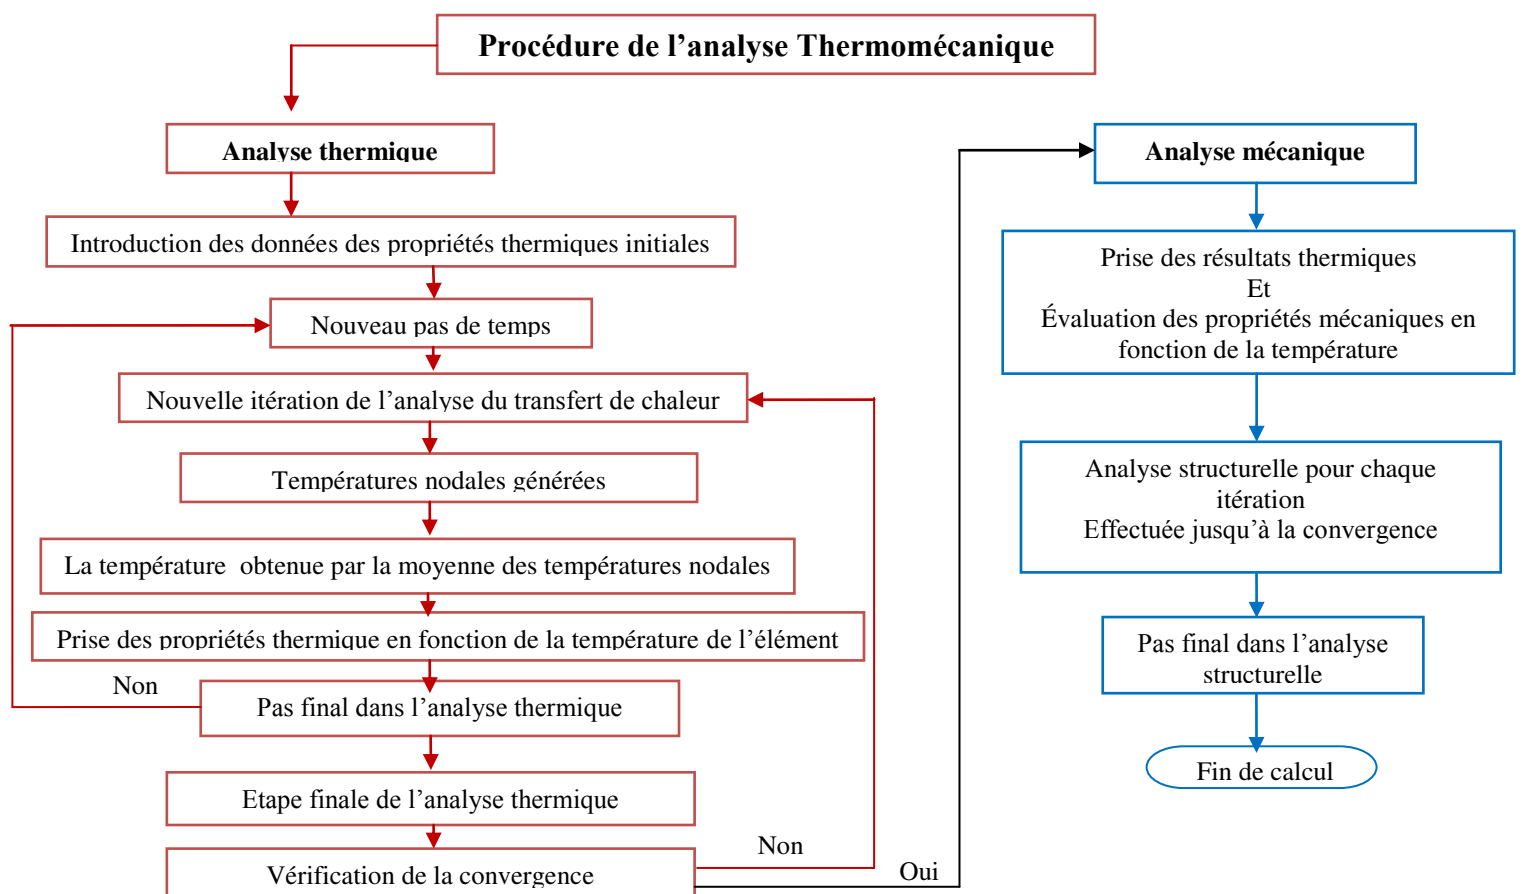 Procédure de l’analyse Thermomécanique
Analyse thermique
Introduction des données des propriétés thermiques initiales
Nouveau pas de temps
Nouvelle itération de l’analyse du transfert de chaleur
Températures nodales générées
La température obtenue par la moyenne des températures nodales
Prise des propriétés thermique en fonction de la température de l’élément
Non
Pas final dans l’analyse thermique
Etape finale de l’analyse thermique
Non
Vérification de la convergence
Oui
Analyse mécanique
Prise des résultats thermiques
Et
Évaluation des propriétés mécaniques en
fonction de la température
Analyse structurelle pour chaque
itération
Effectuée jusqu’à la convergence
Pas final dans l’analyse
structurelle
Fin de calcul